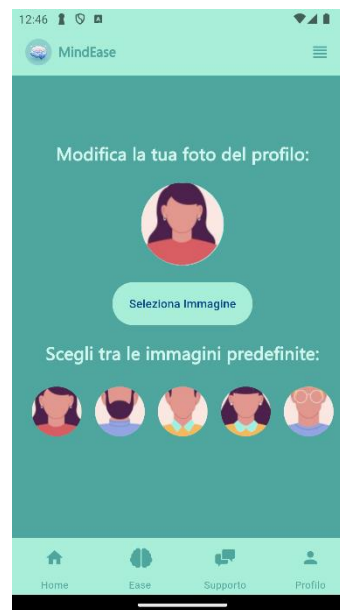 12:46
MindEase
Modifica la tua foto del profilo:
Seleziona Immagine
Scegli tra le immagini predefinite:
Home Ease Supporto Profilo